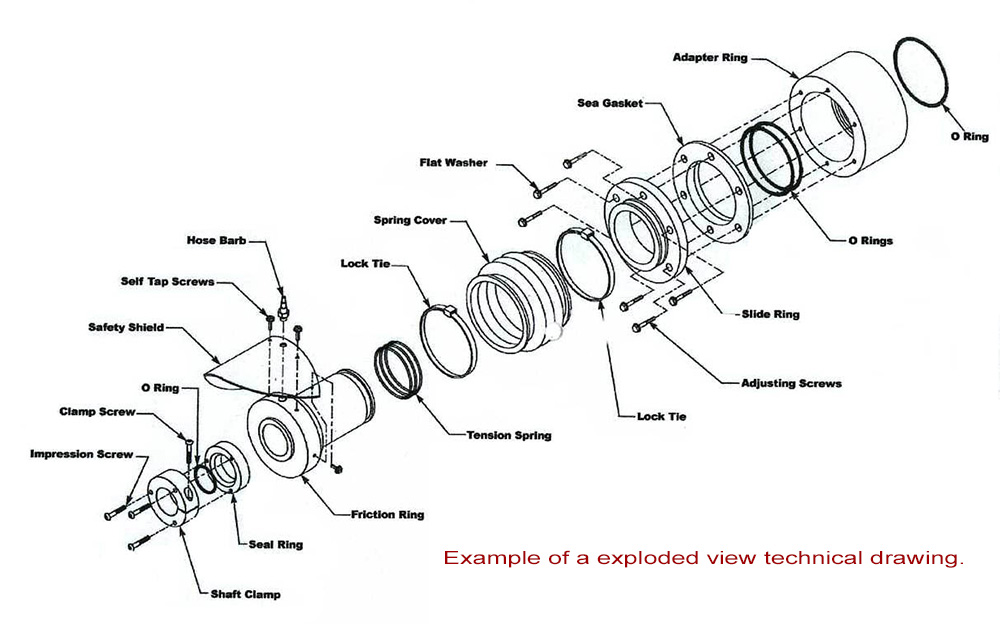 Adapter Ring
O Ring
Sea Gasket
Flat Washer
Spring Cover
O Rings
Hose Barb
Lock Tie
Self Tap Screws
Slide Ring
Safety Shield
O Ring
Adjusting Screws
Clamp Screw
Lock Tie
Tension Spring
Impression Screw
Friction Ring
Seal Ring
Example of a exploded view technical drawing.
Shaft Clamp